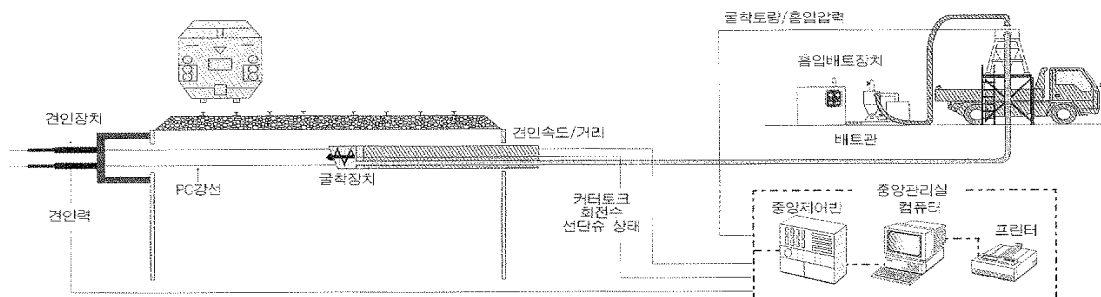 굴착토량/흡입압력
흡입배토장치
배토관
견인장치
견인속도/거리
굴착장치
PC강선
견인력
커터토크
회전수
선단슈 상태
중앙관리실
중앙제어반
컴퓨터
프린터